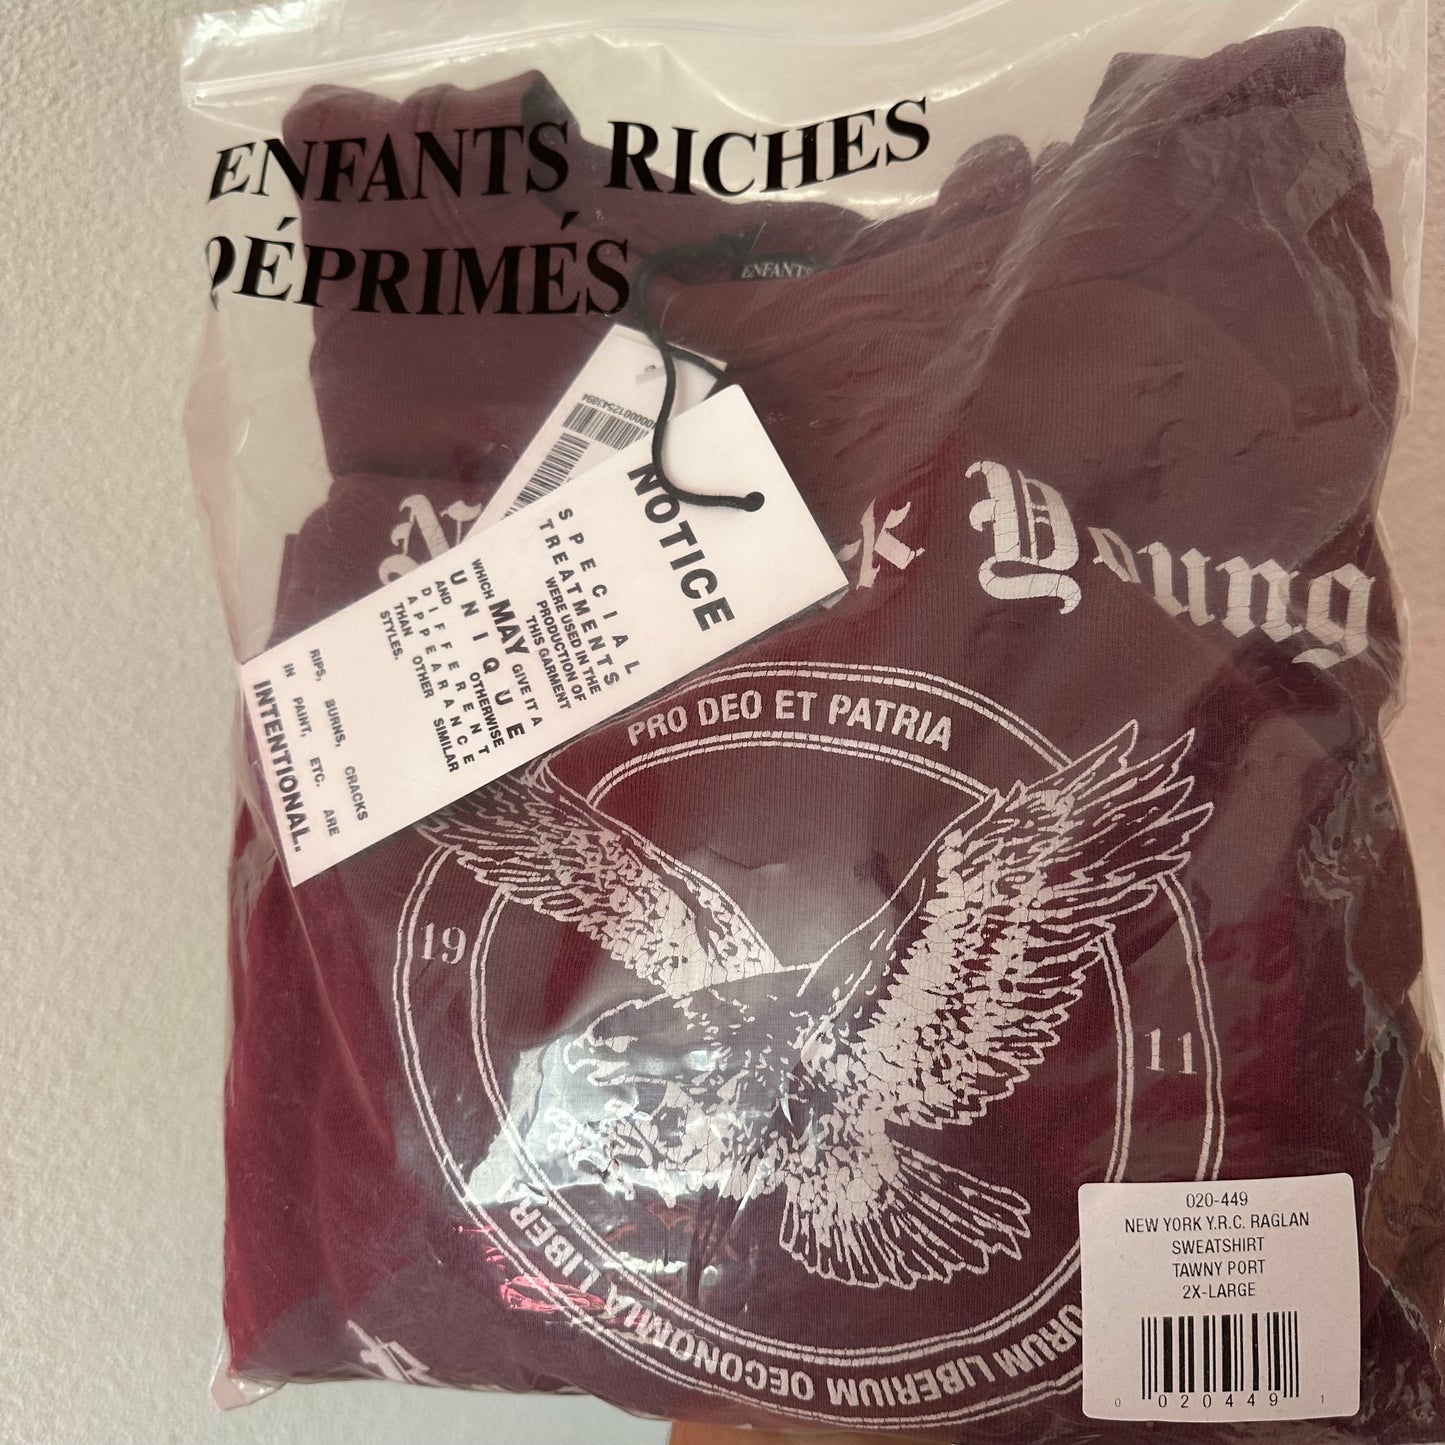 ENFANTS RICHES
DÉPRIMÉS
ENFANTS
00000012543894
NOTICE
SPECIAL
TREATMENTS
WERE USED IN THE
PRODUCTION OF
THIS GARMENT
WHICH MAY GIVE IT A
UNIQUE
AND OTHERWISE
DIFFERENT
APPEARANCE
THAN OTHER SIMILAR
STYLES.
RIPS, BURNS, CRACKS
IN PAINT, ETC. ARE
INTENTIONAL.
Young
PRO DEO ET PATRIA
19
11
LIBERIUM OECONOMIA LIBER
020-449
NEW YORK Y.R.C. RAGLAN
SWEATSHIRT
TAWNY PORT
2X-LARGE
0 020449 1